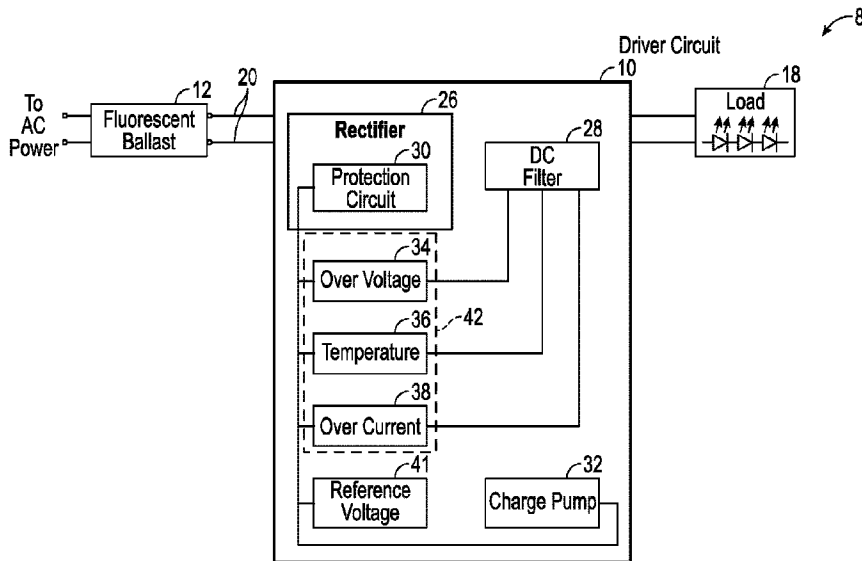 8
Driver Circuit
10
18
Load
To
AC
Power
12
Fluorescent
Ballast
20
26
Rectifier
30
Protection
Circuit
28
DC
Filter
34
Over Voltage
42
36
Temperature
38
Over Current
41
Reference
Voltage
32
Charge Pump